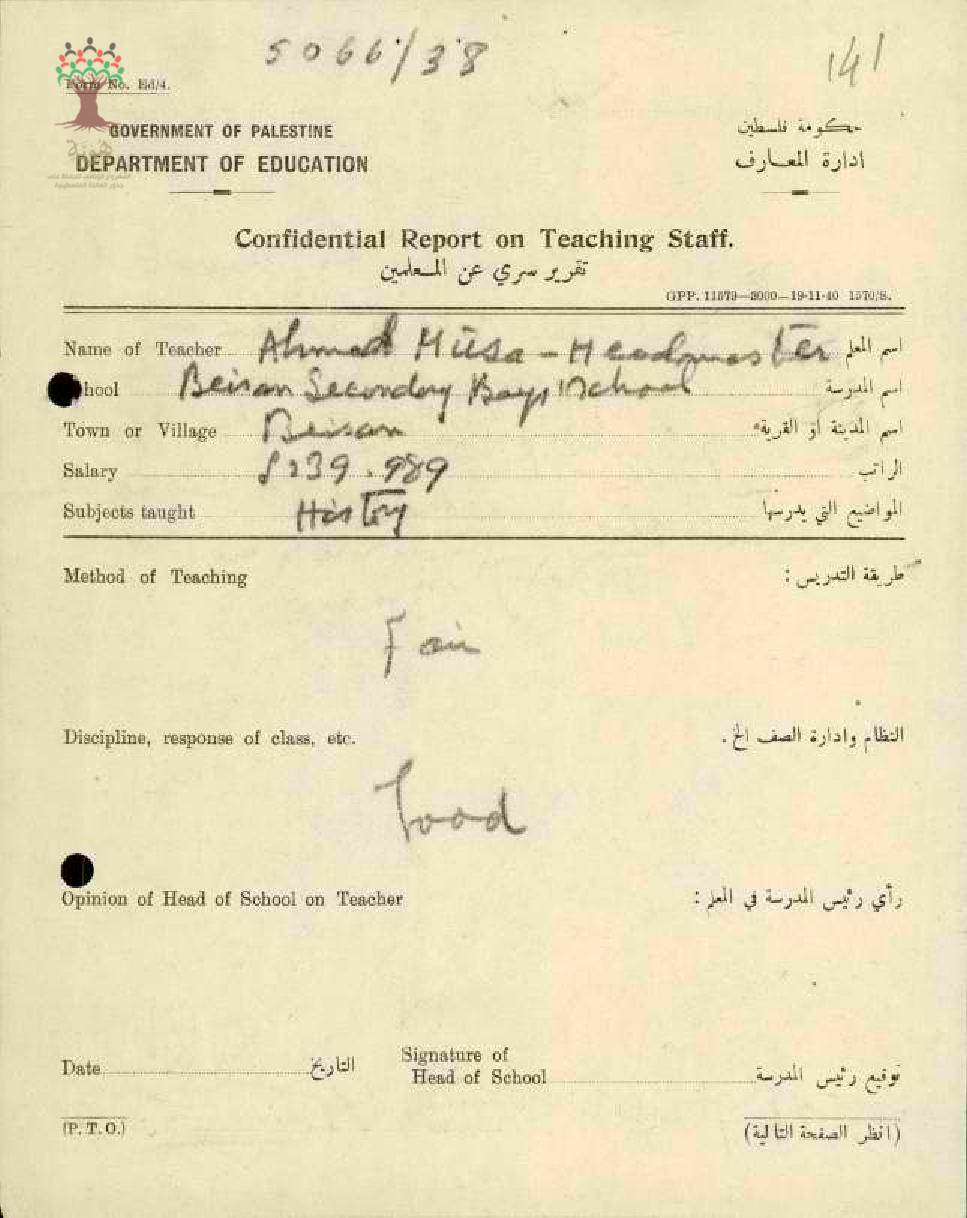 5066/38
141
Form No. Ed/4.
GOVERNMENT OF PALESTINE
حكومة فلسطين
DEPARTMENT OF EDUCATION
ادارة المعارف
هوية
Confidential Report on Teaching Staff.
تقرير سري عن المعلمين
GPP. 11579—3000—19-11-40 1570/S.
Name of Teacher Ahmad Mūsa - Headmaster اسم المعلم
School Beisan Secondary Boys School اسم المدرسة
Town or Village Beisan اسم المدينة او القرية
Salary £239.989 الراتب
Subjects taught History المواضيع التي يدرسها
Method of Teaching طريقة التدريس :
Fair
Discipline, response of class, etc. النظام وادارة الصف الخ .
Good
Opinion of Head of School on Teacher رأي رئيس المدرسة في المعلم :
Date التاريخ
Signature of
Head of School توقيع رئيس المدرسة
(P. T. O.) (انظر الصفحة التالية)